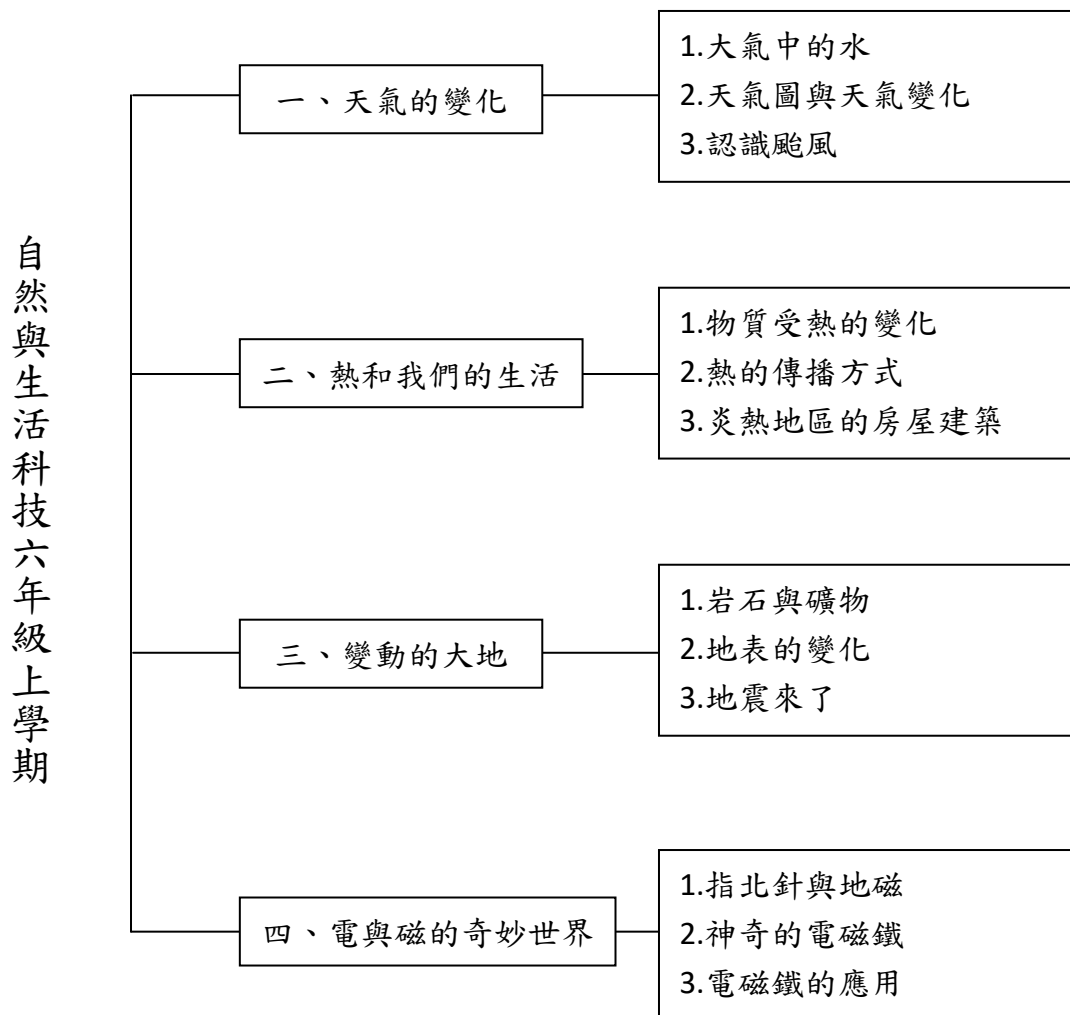 自然與生活科技六年級上學期
一、天氣的變化
1.大氣中的水
2.天氣圖與天氣變化
3.認識颱風
二、熱和我們的生活
1.物質受熱的變化
2.熱的傳播方式
3.炎熱地區的房屋建築
三、變動的大地
1.岩石與礦物
2.地表的變化
3.地震來了
四、電與磁的奇妙世界
1.指北針與地磁
2.神奇的電磁鐵
3.電磁鐵的應用